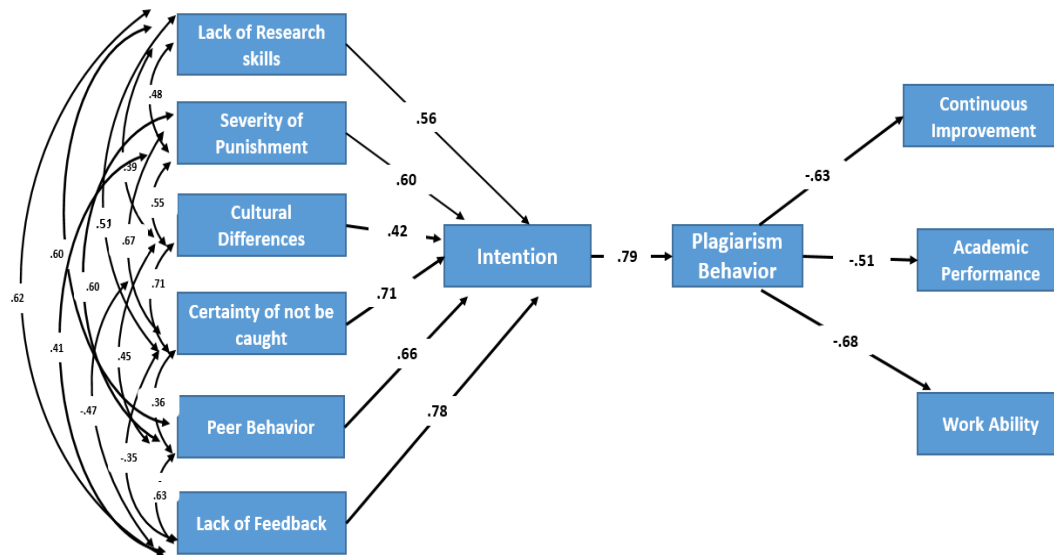 Lack of Research
skills
Severity of
Punishment
Cultural
Differences
Certainty of not be
caught
Peer Behavior
Lack of Feedback
.48
.39
.55
.51
.67
.60
.60
.71
.62
.41
.45
-.47
.36
-.35
-
.63
.56
.60
.42
.71
.66
.78
Intention
.79
Plagiarism
Behavior
-.63
-.51
-.68
Continuous
Improvement
Academic
Performance
Work Ability